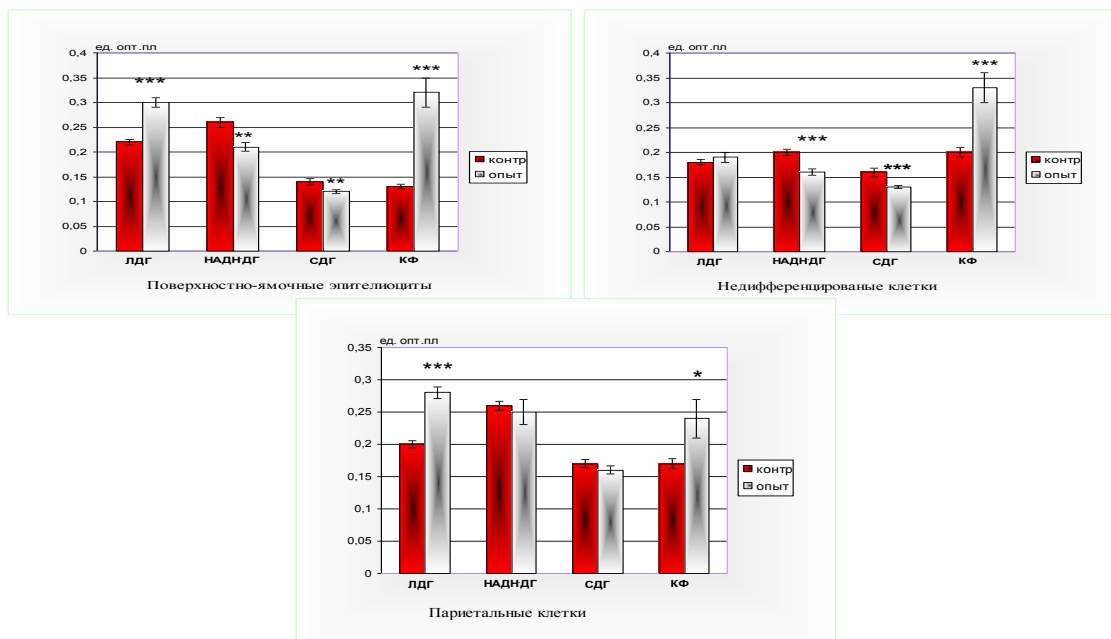 ед. опт.пл
0,4
0,35
0,3
0,25
0,2
0,15
0,1
0,05
0
***
**
**
***
ЛДГ НАДНДГ СДГ КФ
контр
опыт
Поверхностно-ямочные эпителиоциты
ед. опт.пл
0,4
0,35
0,3
0,25
0,2
0,15
0,1
0,05
0
***
***
***
ЛДГ НАДНДГ СДГ КФ
контр
опыт
Недифференцированые клетки
ед. опт.пл
0,35
0,3
0,25
0,2
0,15
0,1
0,05
0
***
*
ЛДГ НАДНДГ СДГ КФ
контр
опыт
Париетальные клетки